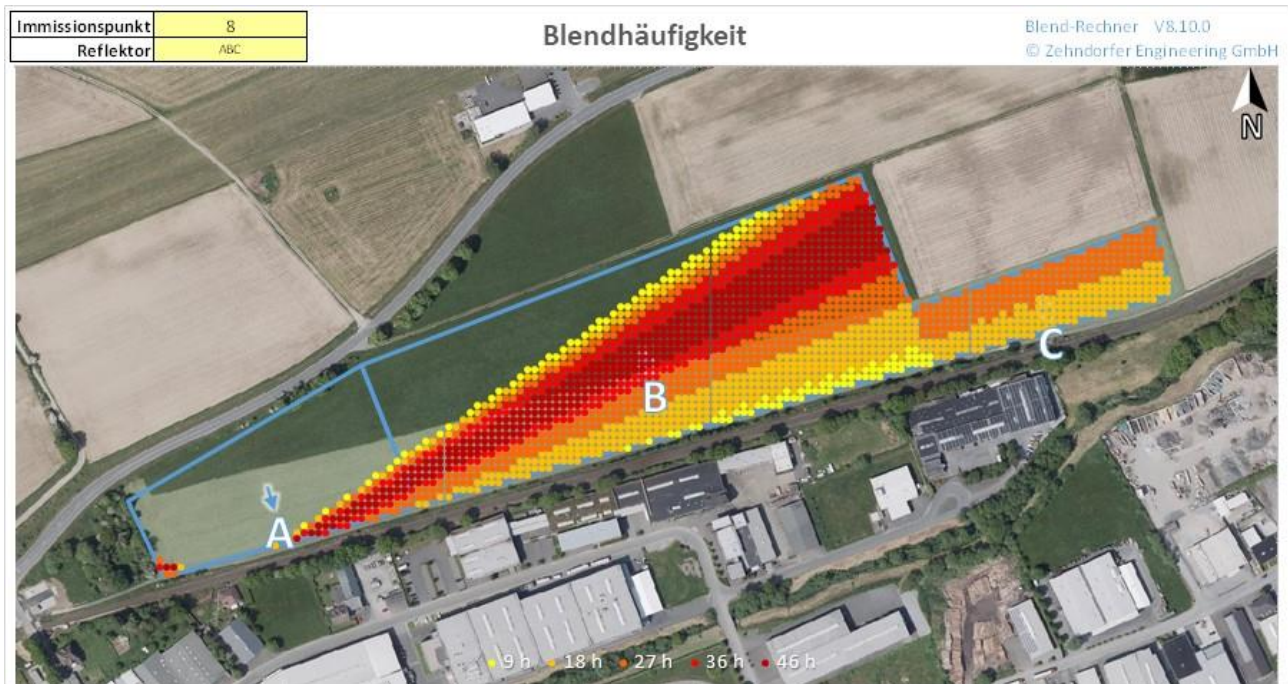 Immissionspunkt 8
Reflektor ABC
Blendhäufigkeit
Blend-Rechner V8.10.0
© Zehndorfer Engineering GmbH
N
B
C
A
9 h 18 h 27 h 36 h 46 h